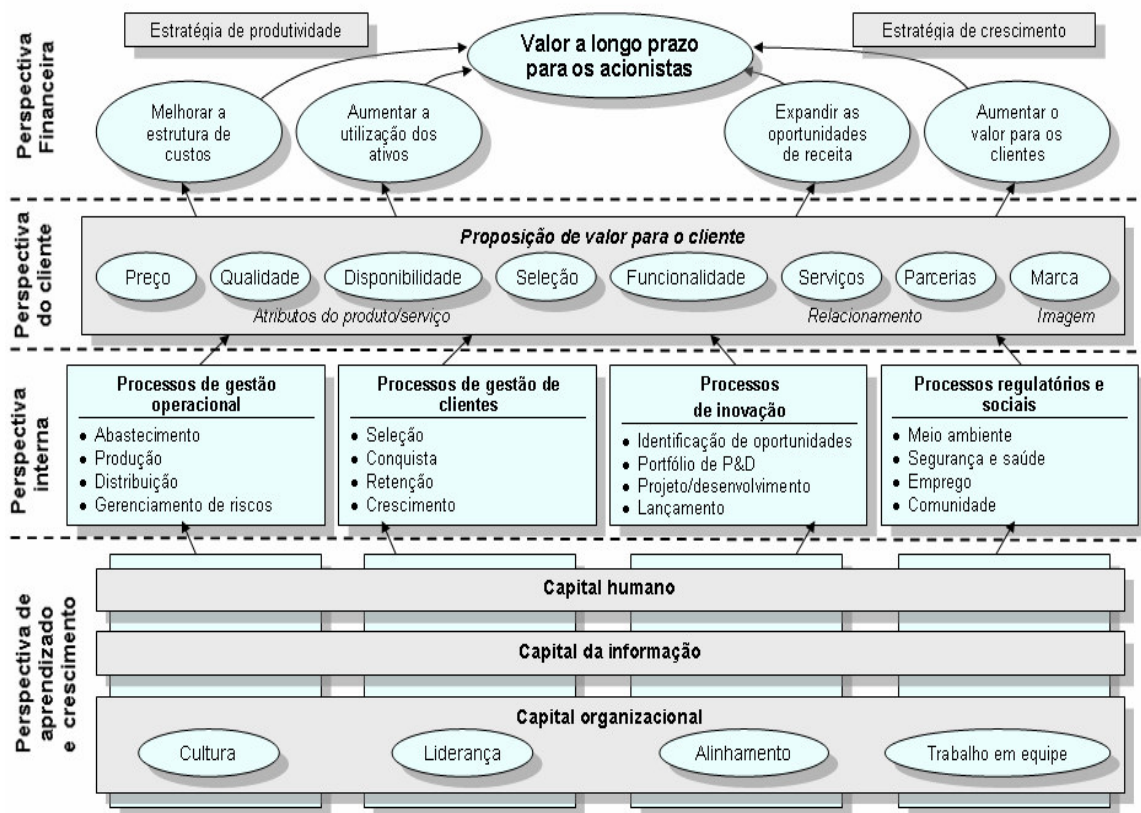 Perspectiva
Financeira
Estratégia de produtividade
Estratégia de crescimento
Valor a longo prazo
para os acionistas
Melhorar a
estrutura de
custos
Aumentar a
utilização dos
ativos
Expandir as
oportunidades
de receita
Aumentar o
valor para os
clientes
Perspectiva
do cliente
Proposição de valor para o cliente
Preço
Qualidade
Disponibilidade
Seleção
Funcionalidade
Serviços
Parcerias
Marca
Atributos do produto/serviço
Relacionamento
Imagem
Perspectiva
interna
Processos de gestão
operacional
• Abastecimento
• Produção
• Distribuição
• Gerenciamento de riscos
Processos de gestão de
clientes
• Seleção
• Conquista
• Retenção
• Crescimento
Processos
de inovação
• Identificação de oportunidades
• Portfólio de P&D
• Projeto/desenvolvimento
• Lançamento
Processos regulatórios e
sociais
• Meio ambiente
• Segurança e saúde
• Emprego
• Comunidade
Perspectiva de
aprendizado
e crescimento
Capital humano
Capital da informação
Capital organizacional
Cultura
Liderança
Alinhamento
Trabalho em equipe